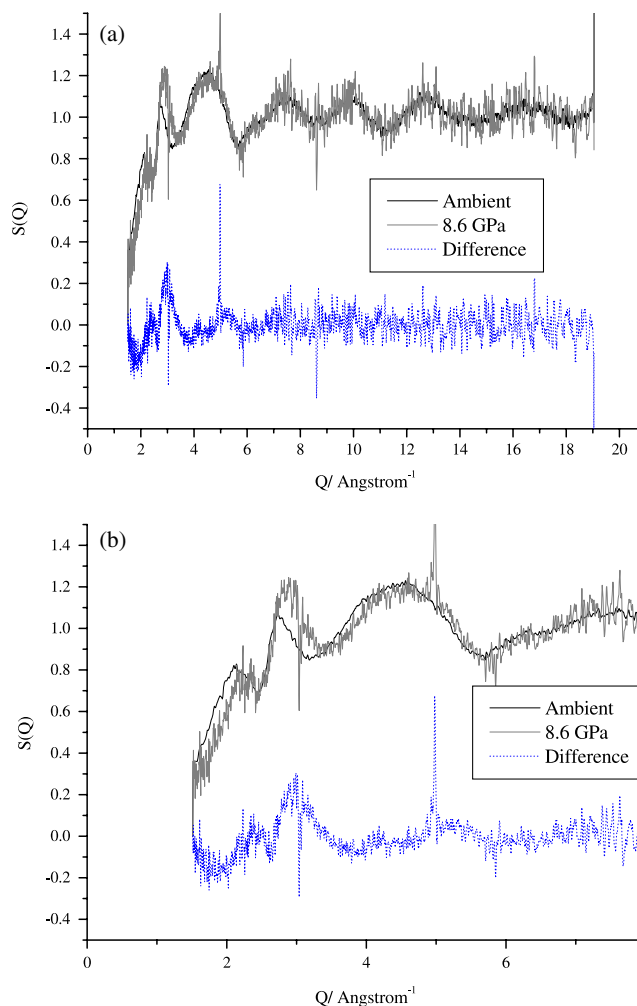 (a)
1.4
1.2
1.0
0.8
0.6
0.4
0.2
0.0
-0.2
-0.4
S(Q)
Ambient
8.6 GPa
Difference
0 2 4 6 8 10 12 14 16 18 20
Q/ Angstrom-1
(b)
1.4
1.2
1.0
0.8
0.6
0.4
0.2
0.0
-0.2
-0.4
S(Q)
Ambient
8.6 GPa
Difference
0 2 4 6
Q/ Angstrom-1